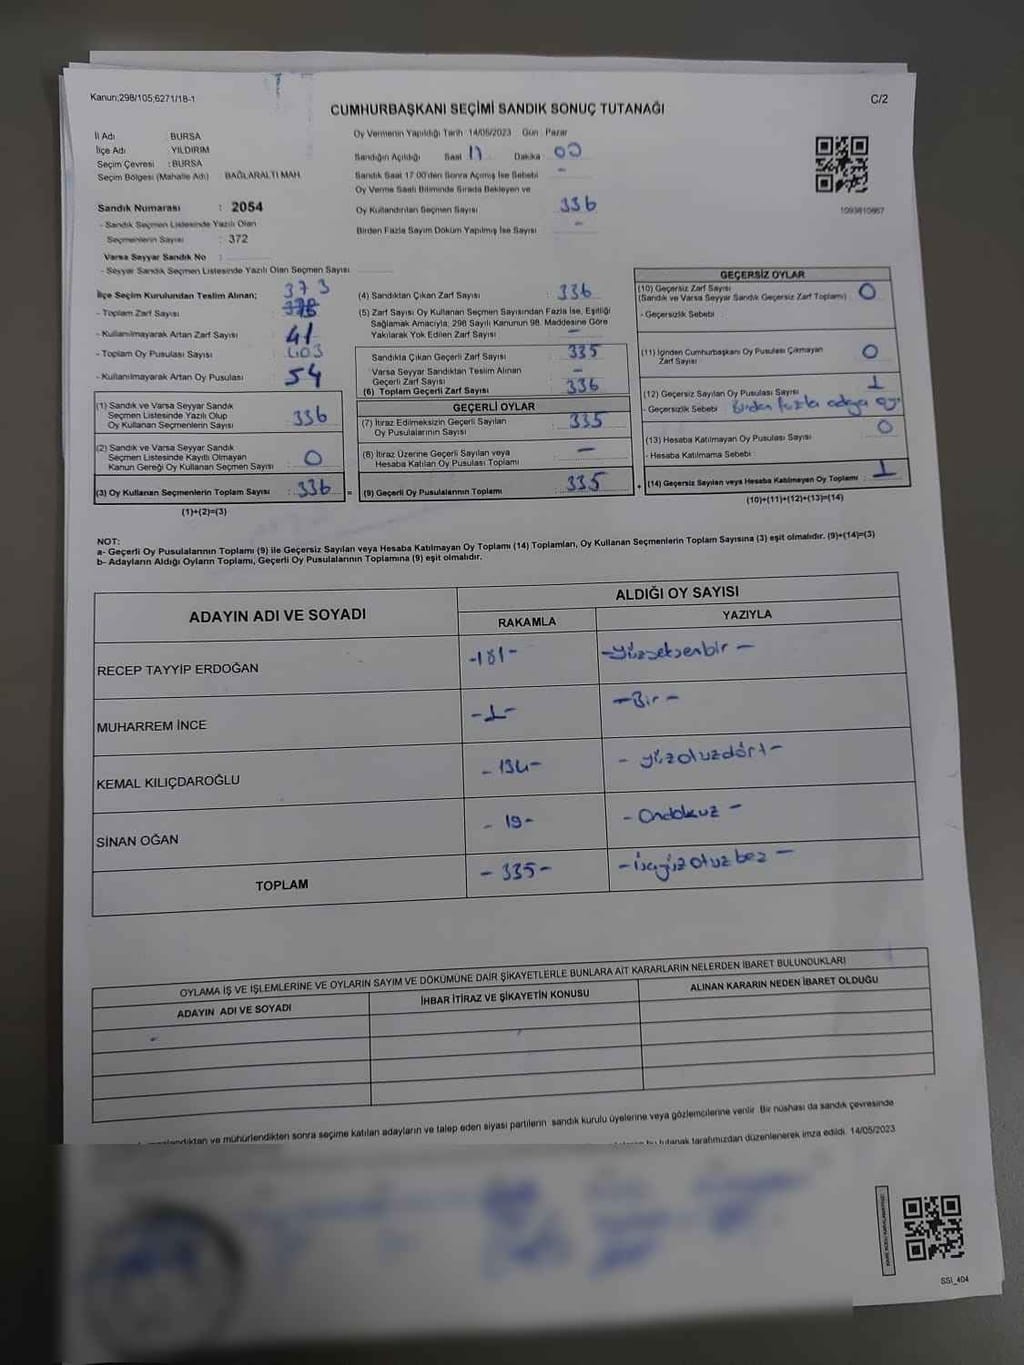 Kanun;298/105;6271/18-1
C/2
CUMHURBAŞKANI SEÇİMİ SANDIK SONUÇ TUTANAĞI
İl Adı : BURSA
İlçe Adı : YILDIRIM
Seçim Çevresi : BURSA
Seçim Bölgesi (Mahalle Adı) BAĞLARALTI MAH
Sandık Numarası : 2054
- Sandık Seçmen Listesinde Yazılı Olan
Seçmenlerin Sayısı : 372
Varsa Seyyar Sandık No :
- Seyyar Sandık Seçmen Listesinde Yazılı Olan Seçmen Sayısı
Oy Vermenin Yapıldığı Tarih 14/05/2023 Gün : Pazar
Sandığın Açıldığı Saat 17 Dakika : 00
Sandık Saat 17 00'den Sonra Açılmış İse Sebebi -
Oy Verme Saati Bitiminde Sırada Bekleyen ve
Oy Kullandırılan Seçmen Sayısı 336
Birden Fazla Sayım Döküm Yapılmış İse Sayısı -
1093810867
İlçe Seçim Kurulundan Teslim Alınan; 373
- Toplam Zarf Sayısı
- Kullanılmayarak Artan Zarf Sayısı 41
- Toplam Oy Pusulası Sayısı 403
- Kullanılmayarak Artan Oy Pusulası : 54
(1) Sandık ve Varsa Seyyar Sandık
Seçmen Listesinde Yazılı Olup
Oy Kullanan Seçmenlerin Sayısı 336
(2) Sandık ve Varsa Seyyar Sandık
Seçmen Listesinde Kayıtlı Olmayan
Kanun Gereği Oy Kullanan Seçmen Sayısı 0
(3) Oy Kullanan Seçmenlerin Toplam Sayısı : 336 =
(1)+(2)=(3)
(4) Sandıktan Çıkan Zarf Sayısı : 336
(5) Zarf Sayısı Oy Kullanan Seçmen Sayısından Fazla İse, Eşitliği
Sağlamak Amacıyla, 298 Sayılı Kanunun 98. Maddesine Göre
Yakılarak Yok Edilen Zarf Sayısı -
Sandıkta Çıkan Geçerli Zarf Sayısı 335
Varsa Seyyar Sandıktan Teslim Alınan
Geçerli Zarf Sayısı -
(6) Toplam Geçerli Zarf Sayısı : 336
GEÇERLİ OYLAR
(7) İtiraz Edilmeksizin Geçerli Sayılan
Oy Pusulalarının Sayısı 335
(8) İtiraz Üzerine Geçerli Sayılan veya
Hesaba Katılan Oy Pusulası Toplamı -
(9) Geçerli Oy Pusulalarının Toplamı : 335 +
GEÇERSİZ OYLAR
(10) Geçersiz Zarf Sayısı
(Sandık ve Varsa Seyyar Sandık Geçersiz Zarf Toplamı) : 0
- Geçersizlik Sebebi
(11) İçinden Cumhurbaşkanı Oy Pusulası Çıkmayan
Zarf Sayısı 0
(12) Geçersiz Sayılan Oy Pusulası Sayısı 1
- Geçersizlik Sebebi Birden fazla adaya oy
(13) Hesaba Katılmayan Oy Pusulası Sayısı 0
- Hesaba Katılmama Sebebi
(14) Geçersiz Sayılan veya Hesaba Katılmayan Oy Toplamı : 1
(10)+(11)+(12)+(13)=(14)
NOT:
a- Geçerli Oy Pusulalarının Toplamı (9) ile Geçersiz Sayılan veya Hesaba Katılmayan Oy Toplamı (14) Toplamları, Oy Kullanan Seçmenlerin Toplam Sayısına (3) eşit olmalıdır. (9)+(14)=(3)
b- Adayların Aldığı Oyların Toplamı, Geçerli Oy Pusulalarının Toplamına (9) eşit olmalıdır.
ADAYIN ADI VE SOYADI ALDIĞI OY SAYISI
RAKAMLA YAZIYLA
RECEP TAYYİP ERDOĞAN -181- -Yüzseksenbir-
MUHARREM İNCE -1- -Bir-
KEMAL KILIÇDAROĞLU -134- -yüzotuzdört-
SİNAN OĞAN -19- -Ondokuz-
TOPLAM -335- -üçyüzotuzbeş-
OYLAMA İŞ VE İŞLEMLERİNE VE OYLARIN SAYIM VE DÖKÜMÜNE DAİR ŞİKAYETLERLE BUNLARA AİT KARARLARIN NELERDEN İBARET BULUNDUKLARI
ADAYIN ADI VE SOYADI İHBAR İTİRAZ VE ŞİKAYETİN KONUSU ALINAN KARARIN NEDEN İBARET OLDUĞU
ve mühürlendikten sonra seçime katılan adayların ve talep eden siyasi partilerin sandık kurulu üyelerine veya gözlemcilerine verilir. Bir nüshası da sandık çevresinde
bu tutanak tarafımızdan düzenlenerek imza edildi. 14/05/2023
SSI_404